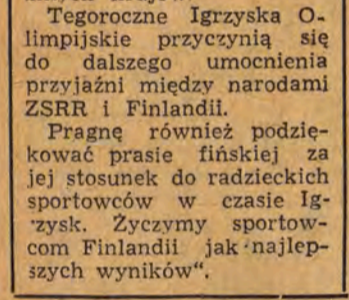 Tegoroczne Igrzyska O-
limpijskie przyczynią się
do dalszego umocnienia
przyjaźni między narodami
ZSRR i Finlandii.
Pragnę również podzię-
kować prasie fińskiej za
jej stosunek do radzieckich
sportowców w czasie Ig-
rzysk. Życzymy sportow-
com Finlandii jak najlep-
szych wyników“.